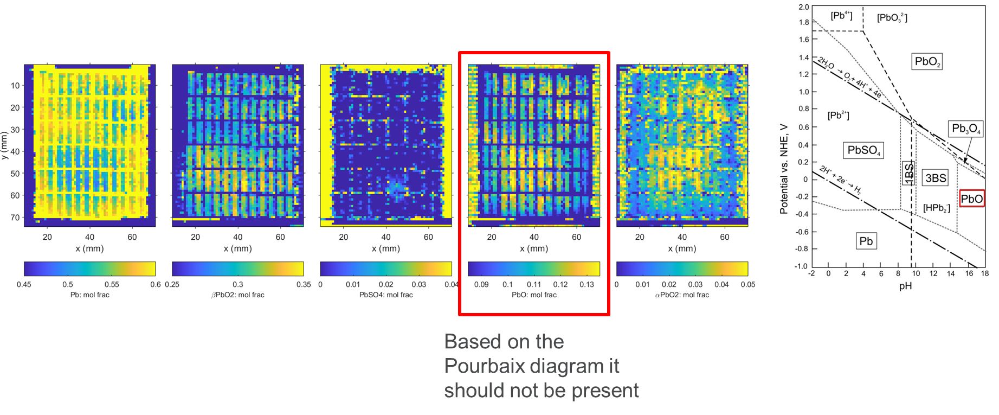 10
20
30
40
50
60
70
y (mm)
20 40 60
x (mm)
0.45 0.5 0.55 0.6
Pb: mol frac
20 40 60
x (mm)
0.25 0.3 0.35
βPbO2: mol frac
20 40 60
x (mm)
0 0.01 0.02 0.03 0.04
PbSO4: mol frac
20 40 60
x (mm)
0.09 0.1 0.11 0.12 0.13
PbO: mol frac
20 40 60
x (mm)
0 0.01 0.02 0.03 0.04 0.05
αPbO2: mol frac
Based on the
Pourbaix diagram it
should not be present
Potential vs. NHE, V
2.0
1.8
1.6
1.4
1.2
1.0
0.8
0.6
0.4
0.2
0
-0.2
-0.4
-0.6
-0.8
-1.0
[Pb⁴⁺]
[PbO₃²⁻]
PbO₂
2H₂O → O₂+ 4H⁺ + 4e⁻
[Pb²⁺]
Pb₃O₄
PbSO₄
1BS
3BS
2H⁺ + 2e⁻ → H₂
PbO
[HPb₂⁻]
Pb
-2 0 2 4 6 8 10 12 14 16 18
pH